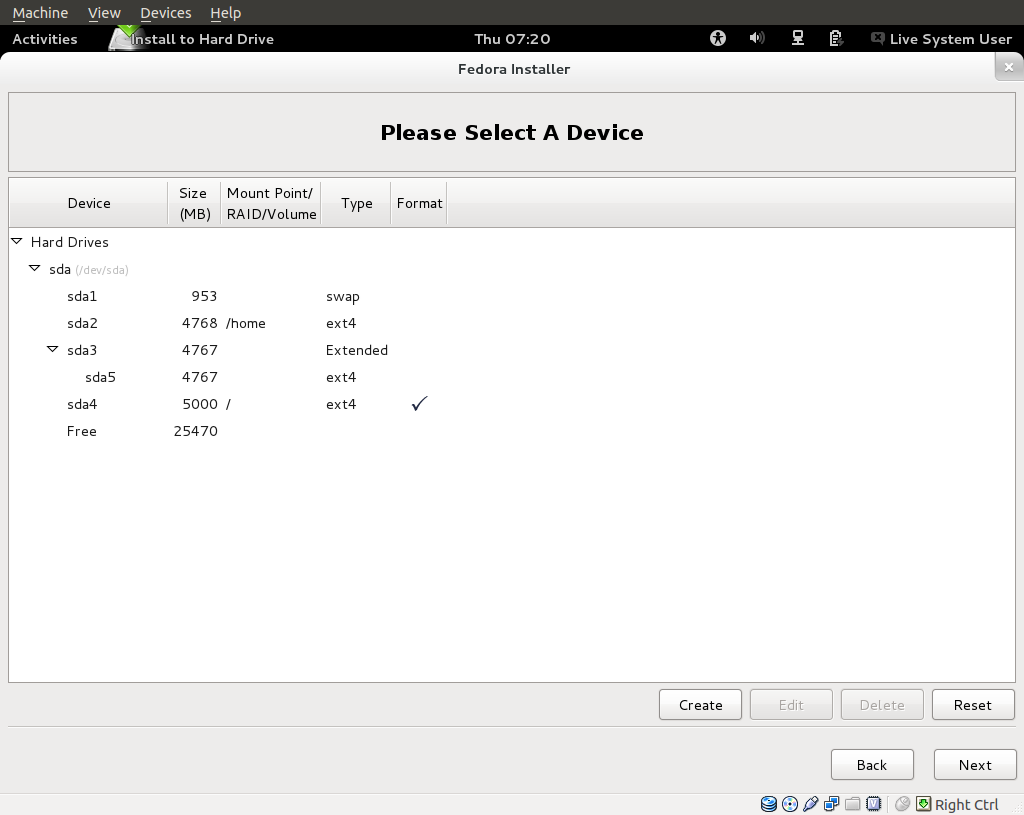 Machine View Devices Help
Activities Install to Hard Drive Thu 07:20 Live System User
Fedora Installer
Please Select A Device
Device Size (MB) Mount Point/ RAID/Volume Type Format
Hard Drives
sda (/dev/sda)
sda1 953 swap
sda2 4768 /home ext4
sda3 4767 Extended
sda5 4767 ext4
sda4 5000 / ext4 ✓
Free 25470
Create Edit Delete Reset
Back Next
Right Ctrl